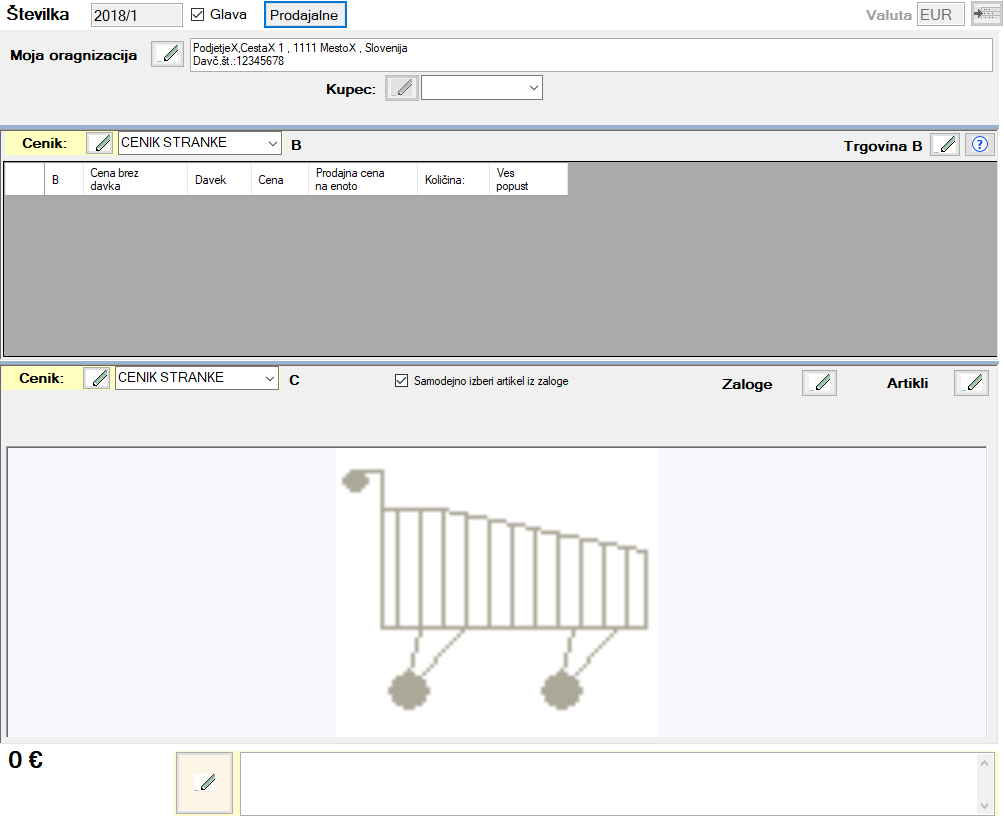 Številka 2018/1 Glava Prodajalne Valuta EUR
Moja oragnizacija PodjetjeX,CestaX 1 , 1111 MestoX , Slovenija
Davč.št.:12345678
Kupec:
Cenik: CENIK STRANKE B Trgovina B ?
B Cena brez davka Davek Cena Prodajna cena na enoto Količina: Ves popust
Cenik: CENIK STRANKE C Samodejno izberi artikel iz zaloge Zaloge Artikli
0 €